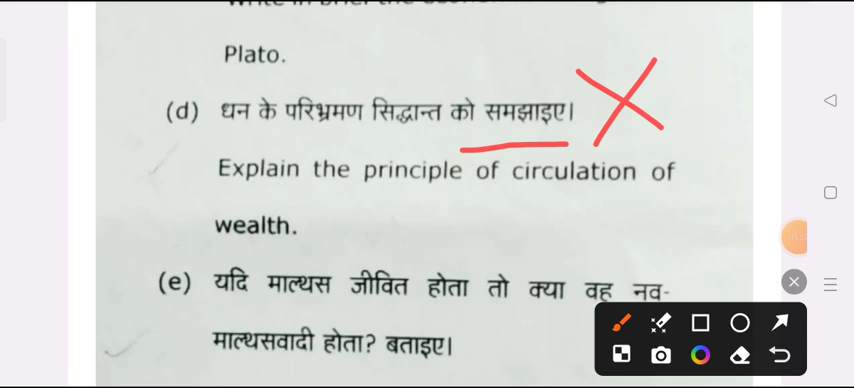 Plato.
(d) धन के परिभ्रमण सिद्धान्त को समझाइए।
Explain the principle of circulation of
wealth.
(e) यदि माल्थस जीवित होता तो क्या वह नव-
माल्थसवादी होता? बताइए।